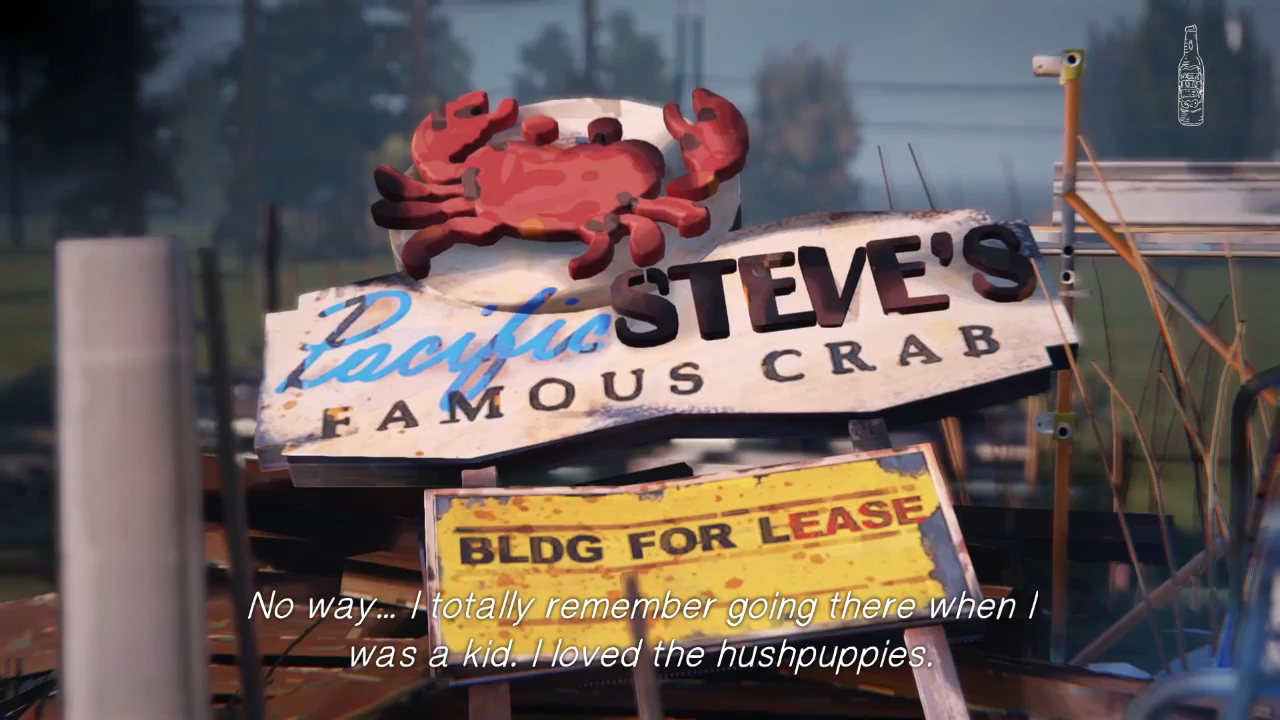 Pacific STEVE'S
FAMOUS CRAB
BLDG FOR LEASE
No way... I totally remember going there when I
was a kid. I loved the hushpuppies.